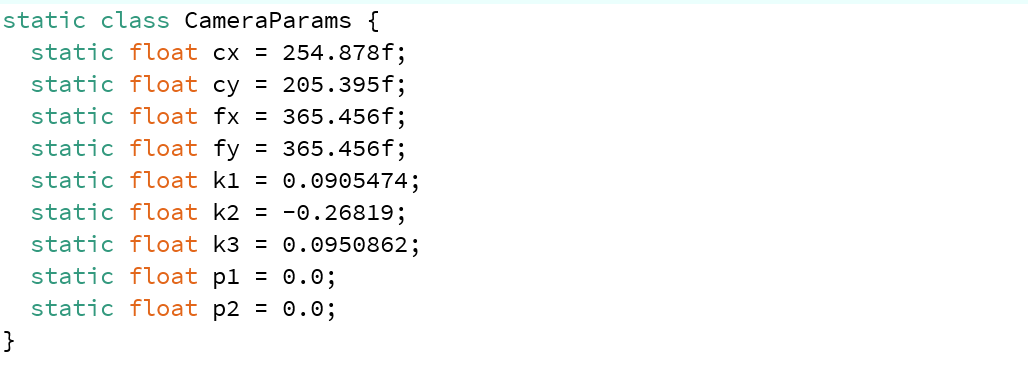 static class CameraParams {
  static float cx = 254.878f;
  static float cy = 205.395f;
  static float fx = 365.456f;
  static float fy = 365.456f;
  static float k1 = 0.0905474;
  static float k2 = -0.26819;
  static float k3 = 0.0950862;
  static float p1 = 0.0;
  static float p2 = 0.0;
}